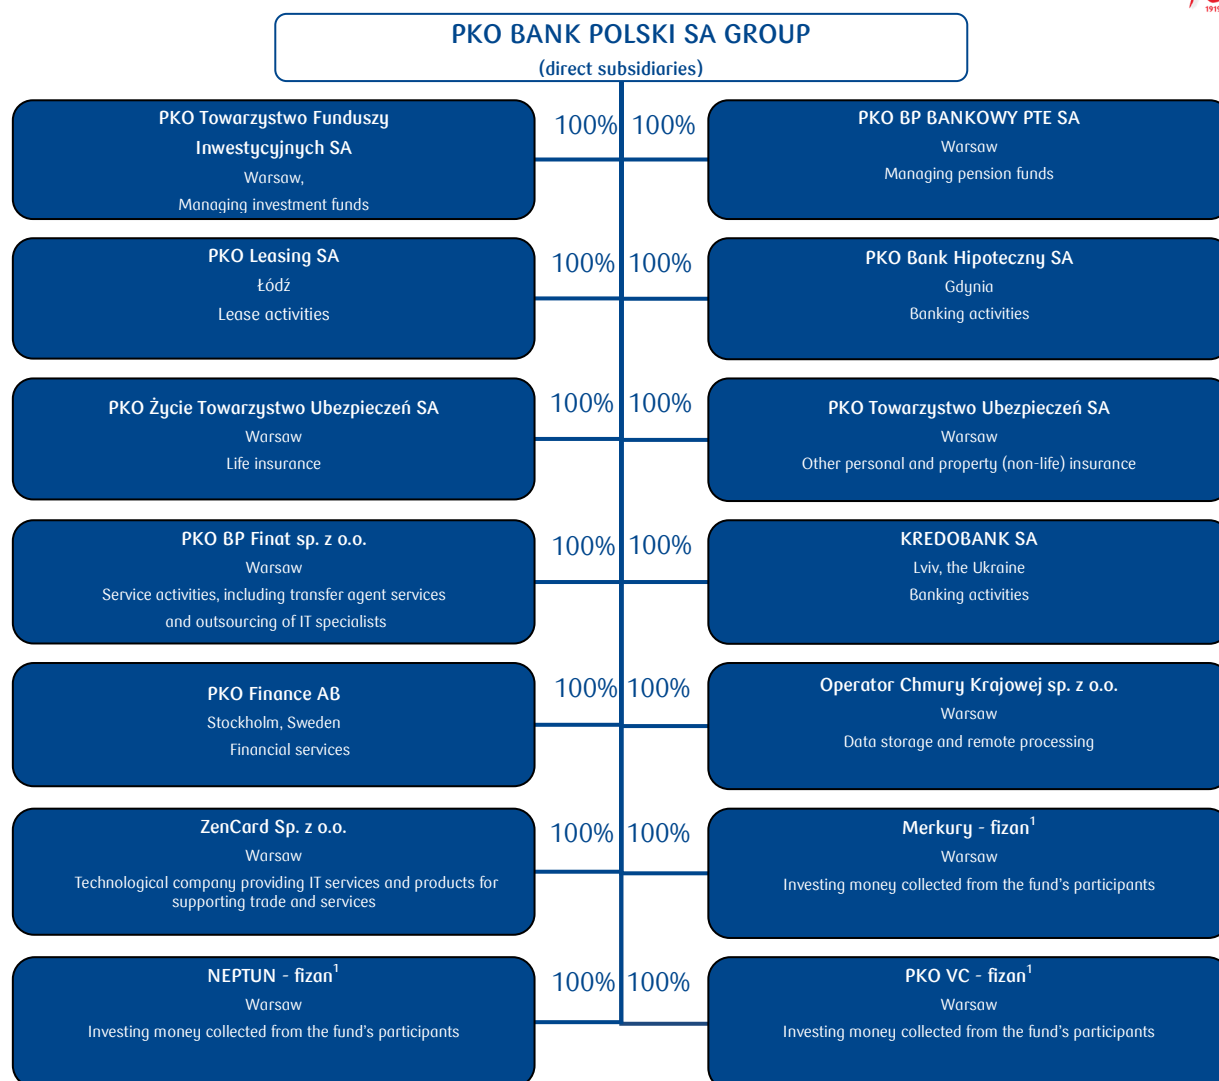 1919
PKO BANK POLSKI SA GROUP
(direct subsidiaries)
PKO Towarzystwo Funduszy
Inwestycyjnych SA
Warsaw,
Managing investment funds
100% 100%
PKO BP BANKOWY PTE SA
Warsaw
Managing pension funds
PKO Leasing SA
Łódź
Lease activities
100% 100%
PKO Bank Hipoteczny SA
Gdynia
Banking activities
PKO Życie Towarzystwo Ubezpieczeń SA
Warsaw
Life insurance
100% 100%
PKO Towarzystwo Ubezpieczeń SA
Warsaw
Other personal and property (non-life) insurance
PKO BP Finat sp. z o.o.
Warsaw
Service activities, including transfer agent services
and outsourcing of IT specialists
100% 100%
KREDOBANK SA
Lviv, the Ukraine
Banking activities
PKO Finance AB
Stockholm, Sweden
Financial services
100% 100%
Operator Chmury Krajowej sp. z o.o.
Warsaw
Data storage and remote processing
ZenCard Sp. z o.o.
Warsaw
Technological company providing IT services and products for
supporting trade and services
100% 100%
Merkury - fizan¹
Warsaw
Investing money collected from the fund's participants
NEPTUN - fizan¹
Warsaw
Investing money collected from the fund's participants
100% 100%
PKO VC - fizan¹
Warsaw
Investing money collected from the fund's participants